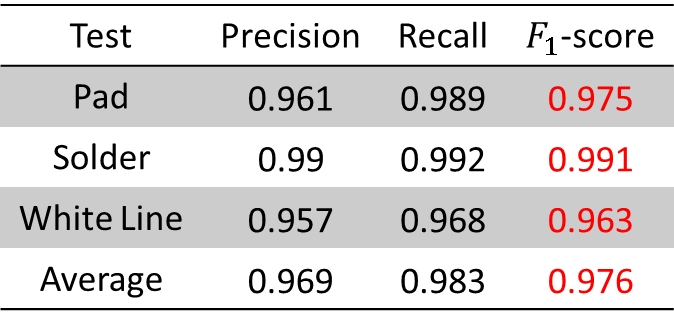 Test Precision Recall F₁-score
Pad 0.961 0.989 0.975
Solder 0.99 0.992 0.991
White Line 0.957 0.968 0.963
Average 0.969 0.983 0.976